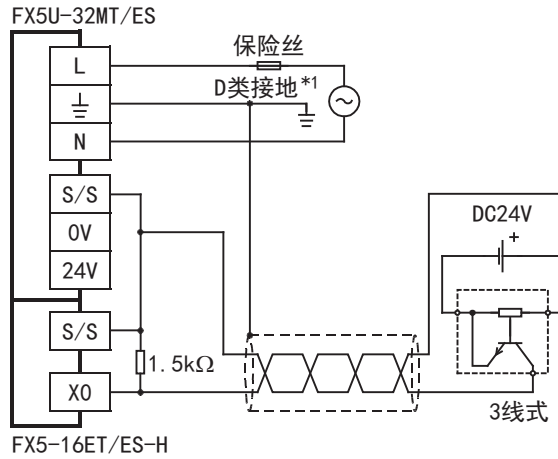 FX5U-32MT/ES
保险丝
L
D类接地*1
N
S/S
0V
24V
DC24V
+
S/S
1.5kΩ
X0
3线式
FX5-16ET/ES-H